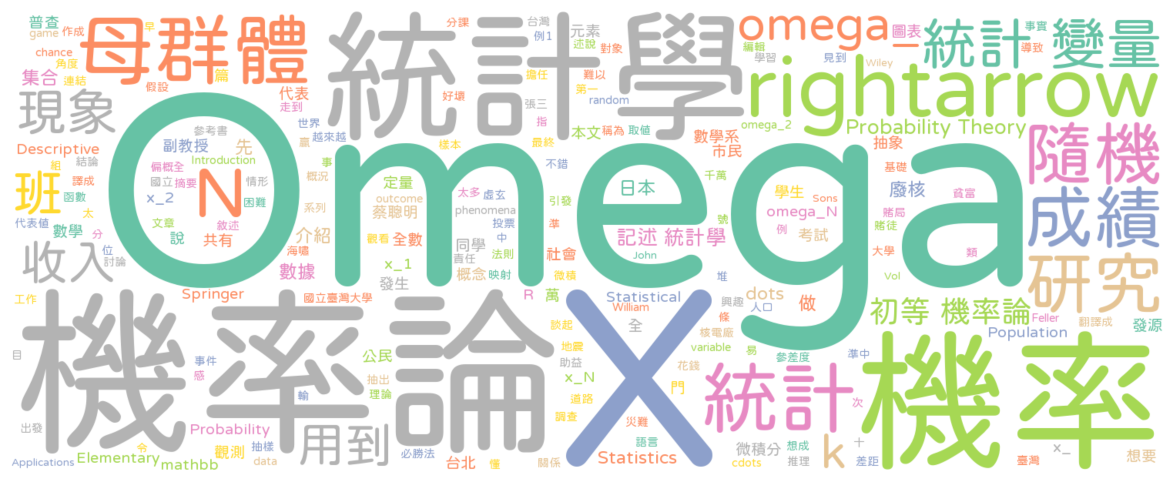 普查
game
作成
母群體
統計學
台灣
例1
元素
omega_
圖表
統計 變量
事實
導致
早
分課
述說
對象
編輯
見到
chance
角度
連結
篇
擔任
難以
學習
Wiley
集合
假設
代表
好壞
張三
第一
rightarrow
現象
走到
指
random
omega_2
世界
參考書
越來越
本文
稱為
取值
數學系
市民
Probability Theory
抽象
隨機
Descriptive
結論
副教授
先
贏
樣本
最終
基礎
組
偏概全
Introduction
事
不錯
千萬
廢核
貧富
譯成
國立
摘要
情形
概況
定量
outcome
太多
虛玄
引發
日本
學生
Sons
班
函數
x_2
N
困難
系列
蔡聰明
phenomena
號
omega_N
賭局
成績
代表值
太
文章
敘述
投票
準
例
賭徒
數學
分
說
共有
介紹
觀看
全數
同學
中
法則
記述 統計學
考試
大學
類
位
討論
海嘯
責任
社會
John
收入
數據
x_1
概念
映射
微積
堆
Vol
研究
Omega
發生
工作
Springer
國立臺灣大學
R
萬
Statistical
興趣
dots
做
初等 機率論
Feller
發源
William
條
人口
翻譯成
機率論
X
談起
全
核電廠
Population
目
事件
公民
地震
variable
易
參差度
準中
感
抽出
助益
花錢
機率
理論
x_N
道路
門
統計
輸
調查
次
出發
Probability
用到
災難
語言
十
令
觀測
抽樣
必勝法
微積分
想成
x_
Applications
Elementary
mathbb
data
台北
懂
關係
Statistics
cdots
推理
k
差距
臺灣
想要